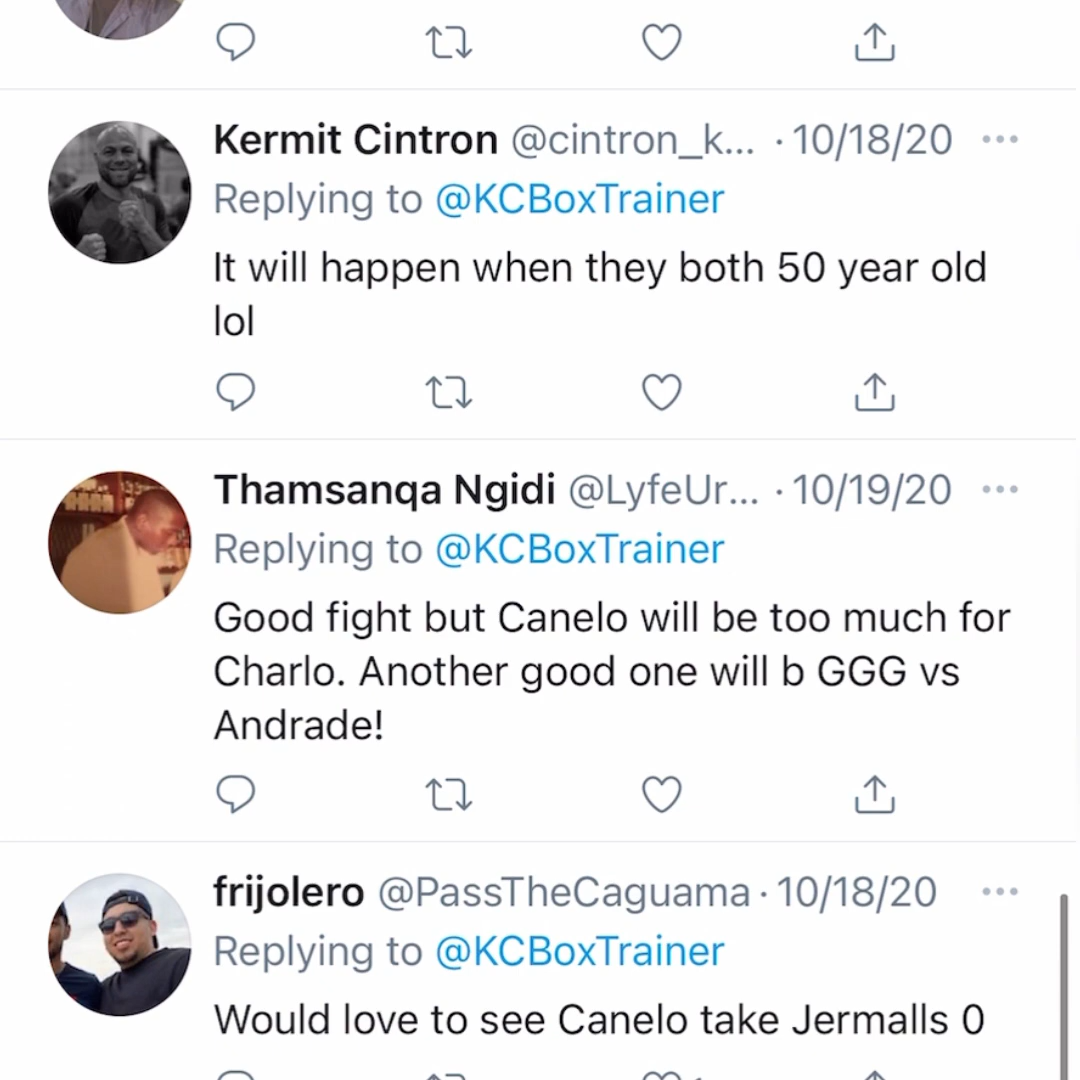 Kermit Cintron @cintron_k... · 10/18/20
Replying to @KCBoxTrainer
It will happen when they both 50 year old
lol
Thamsanqa Ngidi @LyfeUr... · 10/19/20
Replying to @KCBoxTrainer
Good fight but Canelo will be too much for
Charlo. Another good one will b GGG vs
Andrade!
frijolero @PassTheCaguama · 10/18/20
Replying to @KCBoxTrainer
Would love to see Canelo take Jermalls 0